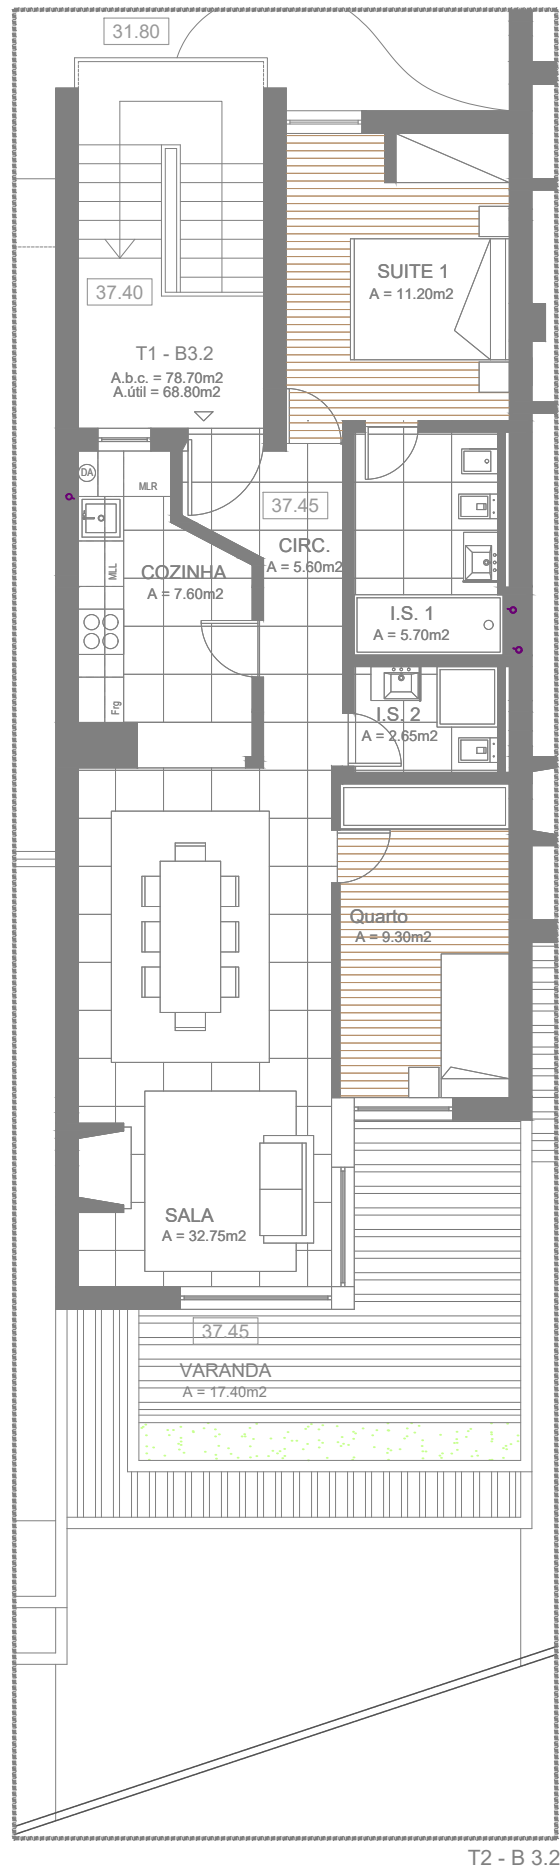 31.80
37.40
SUITE 1
A = 11.20m2
T1 - B3.2
A.b.c. = 78.70m2
A.útil = 68.80m2
DA
MLR
37.45
CIRC.
A = 5.60m2
MLL
COZINHA
A = 7.60m2
I.S. 1
A = 5.70m2
Frg
I.S. 2
A = 2.65m2
Quarto
A = 9.30m2
SALA
A = 32.75m2
37.45
VARANDA
A = 17.40m2
T2 - B 3.2